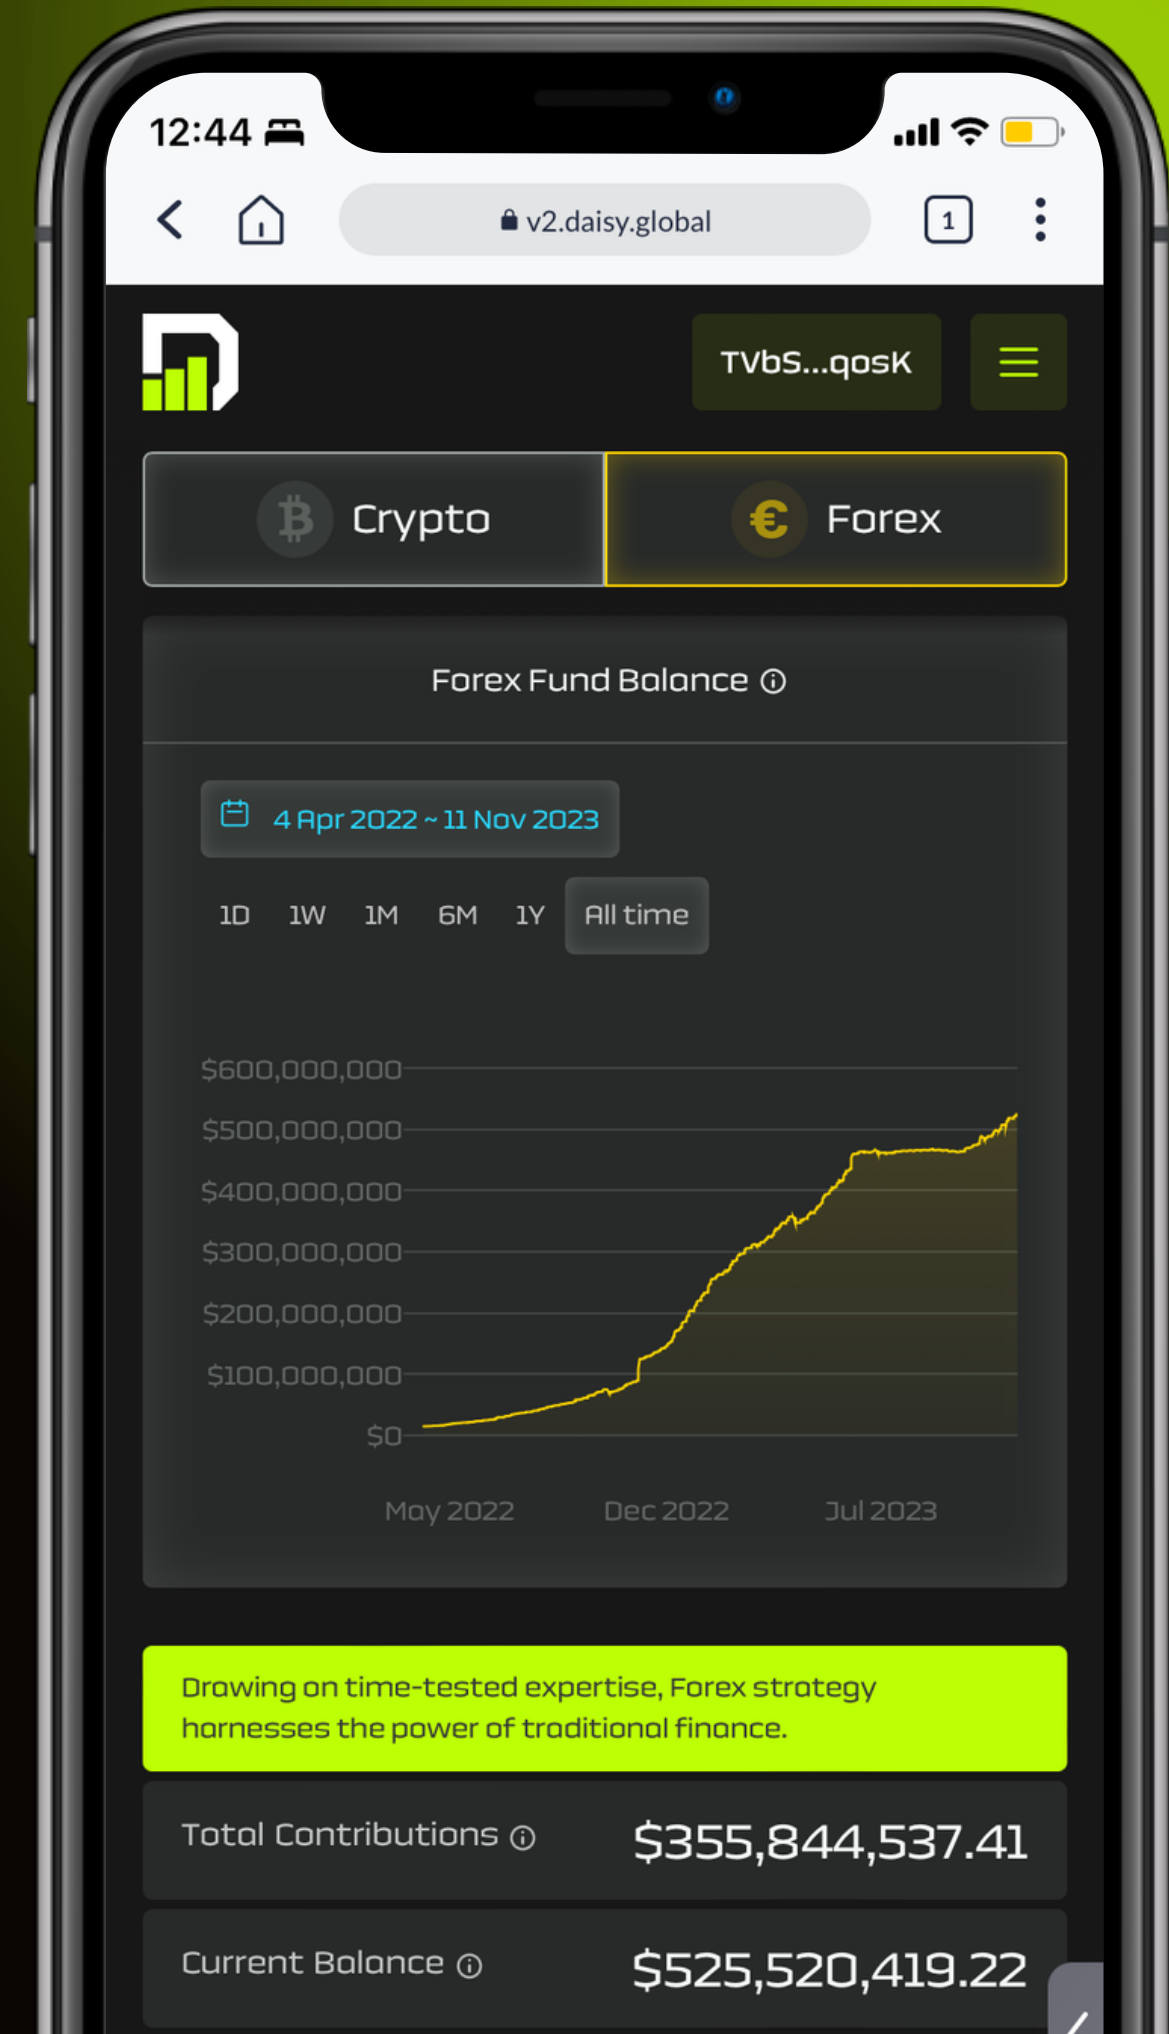 12:44
v2.daisy.global
1
TVbS...qosK
Crypto
Forex
Forex Fund Balance
4 Apr 2022 ~ 11 Nov 2023
1D 1W 1M 6M 1Y All time
$600,000,000
$500,000,000
$400,000,000
$300,000,000
$200,000,000
$100,000,000
$0
May 2022 Dec 2022 Jul 2023
Drawing on time-tested expertise, Forex strategy
harnesses the power of traditional finance.
Total Contributions $355,844,537.41
Current Balance $525,520,419.22